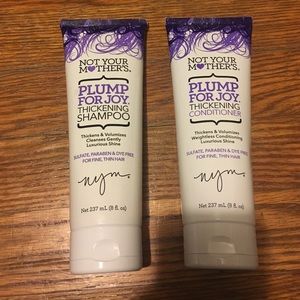 NOT YOUR
MOTHER'S.
PLUMP
FOR JOY.
THICKENING
SHAMPOO
Thickens & Volumizes
Cleanses Gently
Luxurious Shine
SULFATE, PARABEN & DYE FREE
FOR FINE, THIN HAIR
nym.
Net 237 mL (8 fl. oz)
NOT YOUR
MOTHER'S.
PLUMP
FOR JOY.
THICKENING
CONDITIONER
Thickens & Volumizes
Weightless Conditioning
Luxurious Shine
SULFATE, PARABEN & DYE FREE
FOR FINE, THIN HAIR
nym.
Net 237 mL (8 fl. oz)